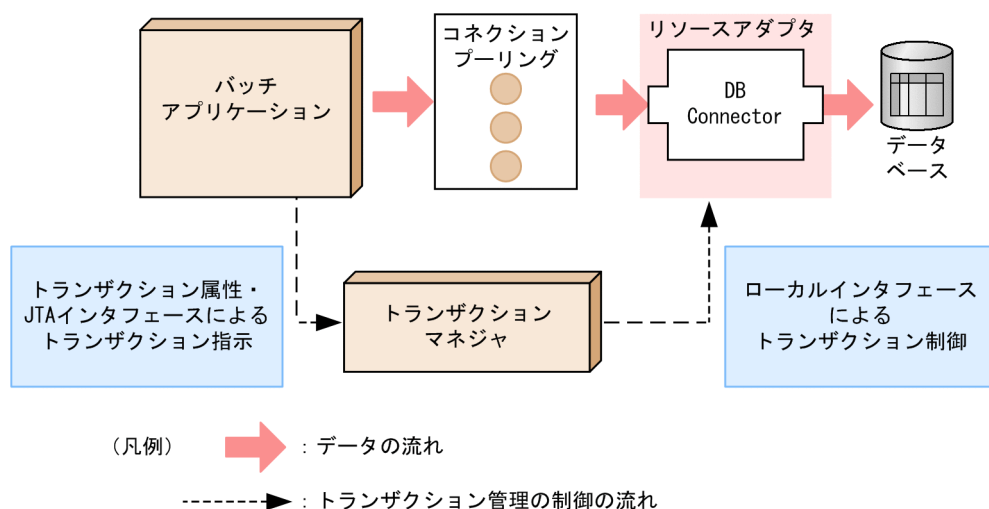 バッチ
アプリケーション
コネクション
プーリング
リソースアダプタ
DB
Connector
データ
ベース
トランザクション属性・
JTAインタフェースによる
トランザクション指示
トランザクション
マネジャ
ローカルインタフェース
による
トランザクション制御
(凡例)
：データの流れ
：トランザクション管理の制御の流れ